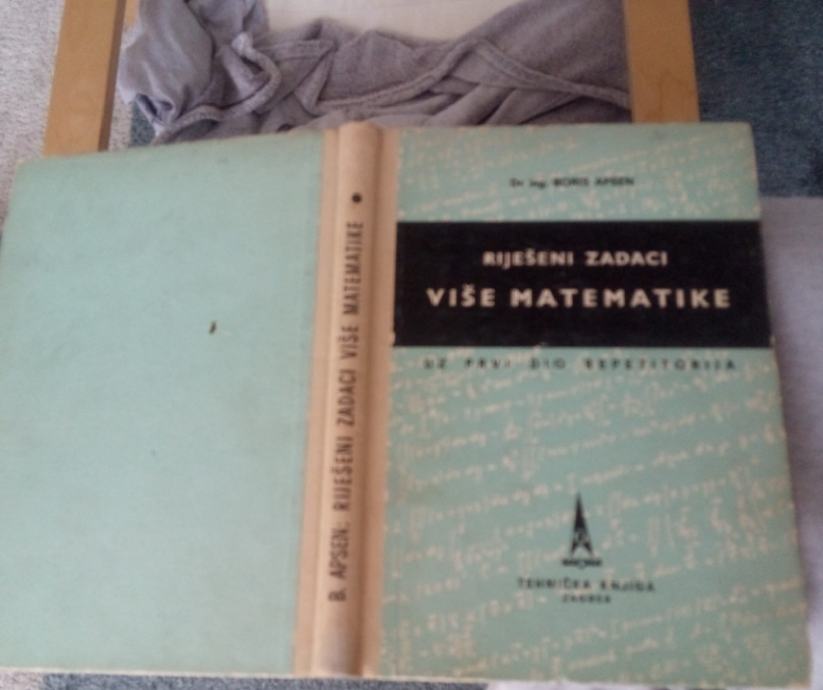 B. APSEN: RIJEŠENI ZADACI VIŠE MATEMATIKE •
Dr ing. BORIS APSEN
RIJEŠENI ZADACI
VIŠE MATEMATIKE
UZ PRVI DIO REPETITORIJA
TEHNIČKA KNJIGA
ZAGREB